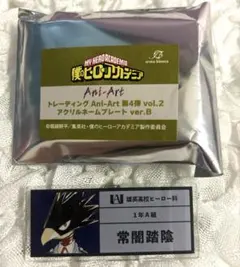 MY HERO ACADEMIA
僕のヒーローアカデミア
Ani-Art
トレーディング Ani-Art 第4弾 vol.2
アクリルネームプレート ver.B
©堀越耕平/集英社・僕のヒーローアカデミア製作委員会
雄英高校ヒーロー科
1年A組
常闇踏陰